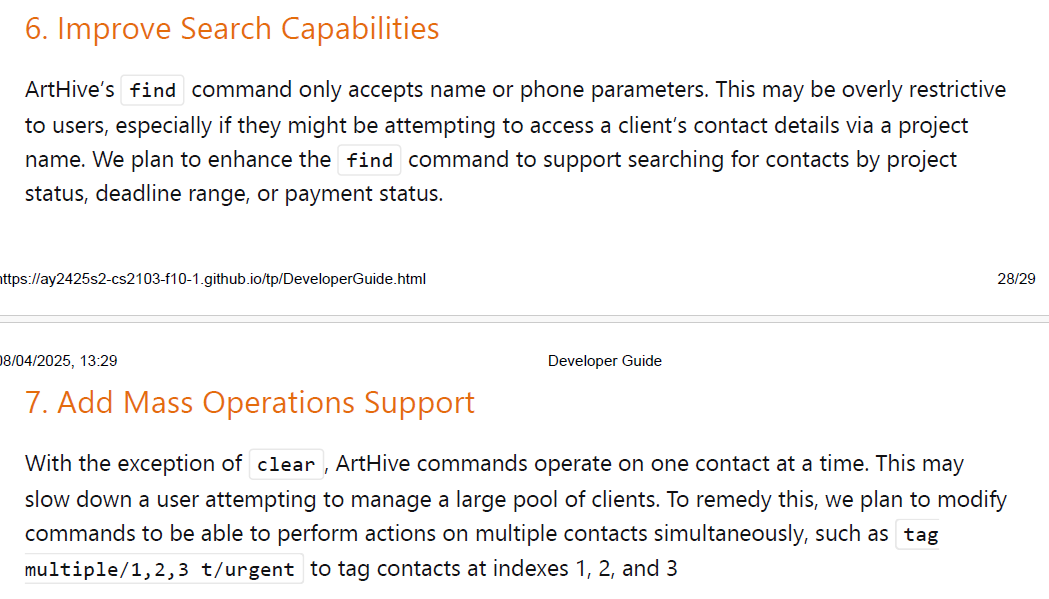 6. Improve Search Capabilities
ArtHive's find command only accepts name or phone parameters. This may be overly restrictive
to users, especially if they might be attempting to access a client's contact details via a project
name. We plan to enhance the find command to support searching for contacts by project
status, deadline range, or payment status.
https://ay2425s2-cs2103-f10-1.github.io/tp/DeveloperGuide.html 28/29
08/04/2025, 13:29 Developer Guide
7. Add Mass Operations Support
With the exception of clear, ArtHive commands operate on one contact at a time. This may
slow down a user attempting to manage a large pool of clients. To remedy this, we plan to modify
commands to be able to perform actions on multiple contacts simultaneously, such as tag
multiple/1,2,3 t/urgent to tag contacts at indexes 1, 2, and 3